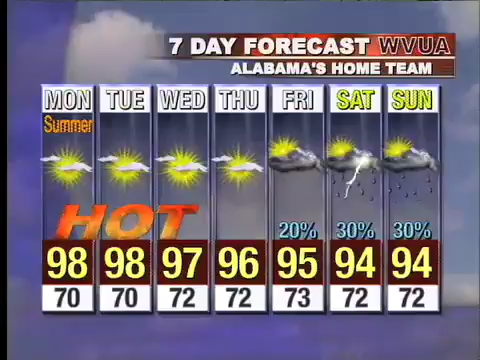 7 DAY FORECAST WVUA
ALABAMA'S HOME TEAM
MON TUE WED THU FRI SAT SUN
Summer
HOT
20% 30% 30%
98 98 97 96 95 94 94
70 70 72 72 73 72 72